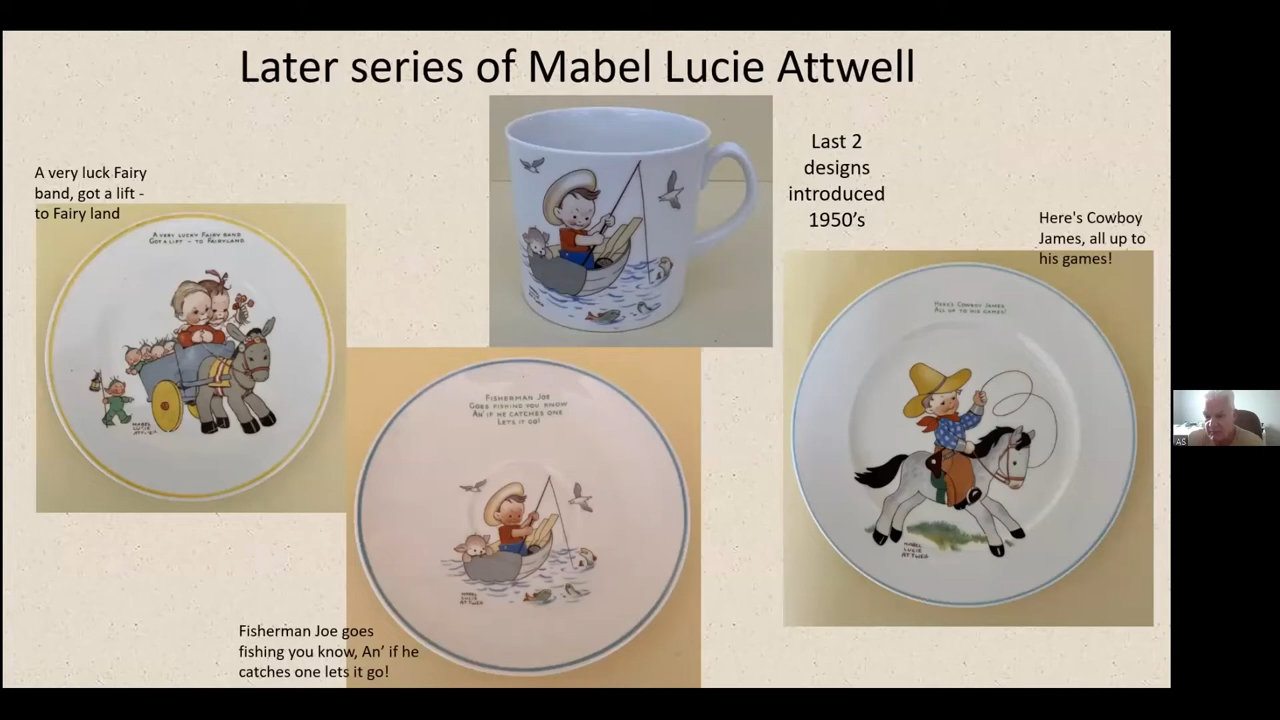 Later series of Mabel Lucie Attwell
A very luck Fairy
band, got a lift -
to Fairy land
A VERY LUCKY FAIRY BAND
GOT A LIFT - TO FAIRYLAND
MABEL
LUCIE
ATTWELL
Last 2
designs
introduced
1950's
MABEL
LUCIE
ATTWELL
Here's Cowboy
James, all up to
his games!
HERE'S COWBOY JAMES
ALL UP TO HIS GAMES!
MABEL
LUCIE
ATTWELL
FISHERMAN JOE
GOES FISHING YOU KNOW
AN' IF HE CATCHES ONE
LETS IT GO!
MABEL
LUCIE
ATTWELL
Fisherman Joe goes
fishing you know, An' if he
catches one lets it go!
AS